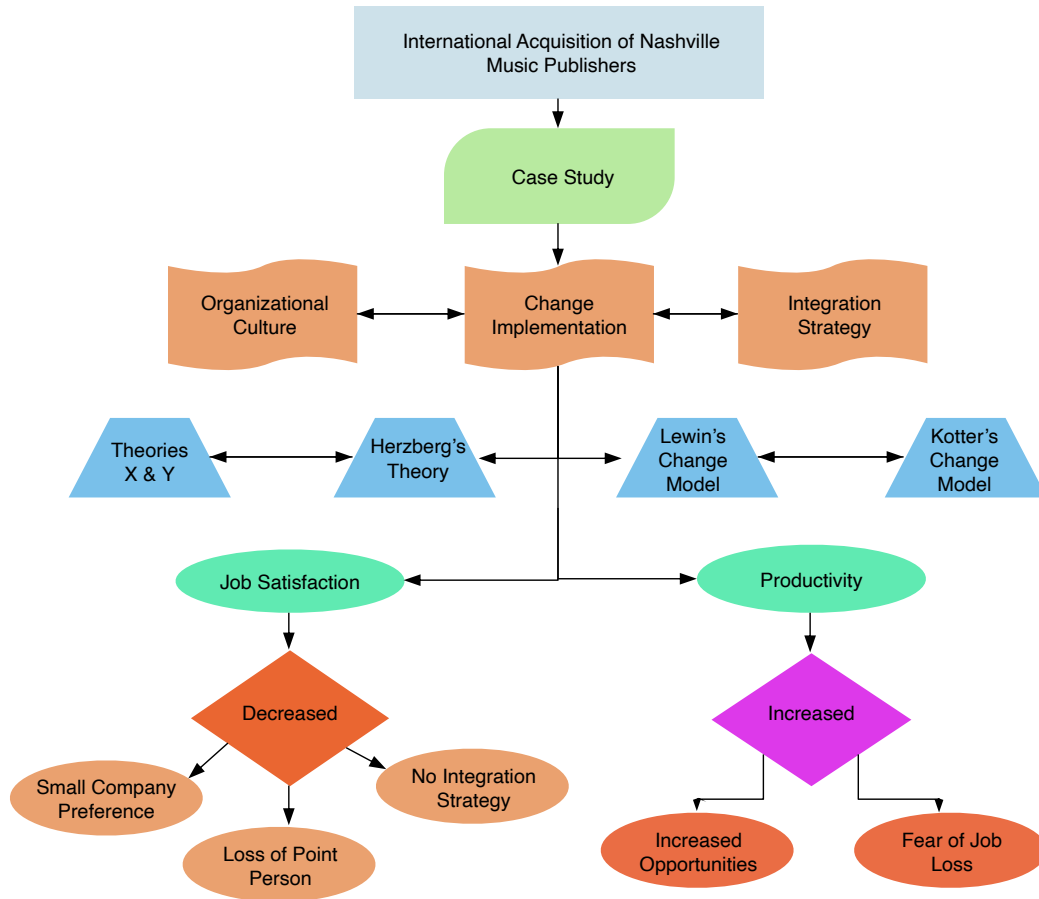 International Acquisition of Nashville
Music Publishers
Case Study
Organizational
Culture
Change
Implementation
Integration
Strategy
Theories
X & Y
Herzberg’s
Theory
Lewin’s
Change
Model
Kotter’s
Change
Model
Job Satisfaction
Productivity
Decreased
Increased
Small Company
Preference
No Integration
Strategy
Loss of Point
Person
Increased
Opportunities
Fear of Job
Loss